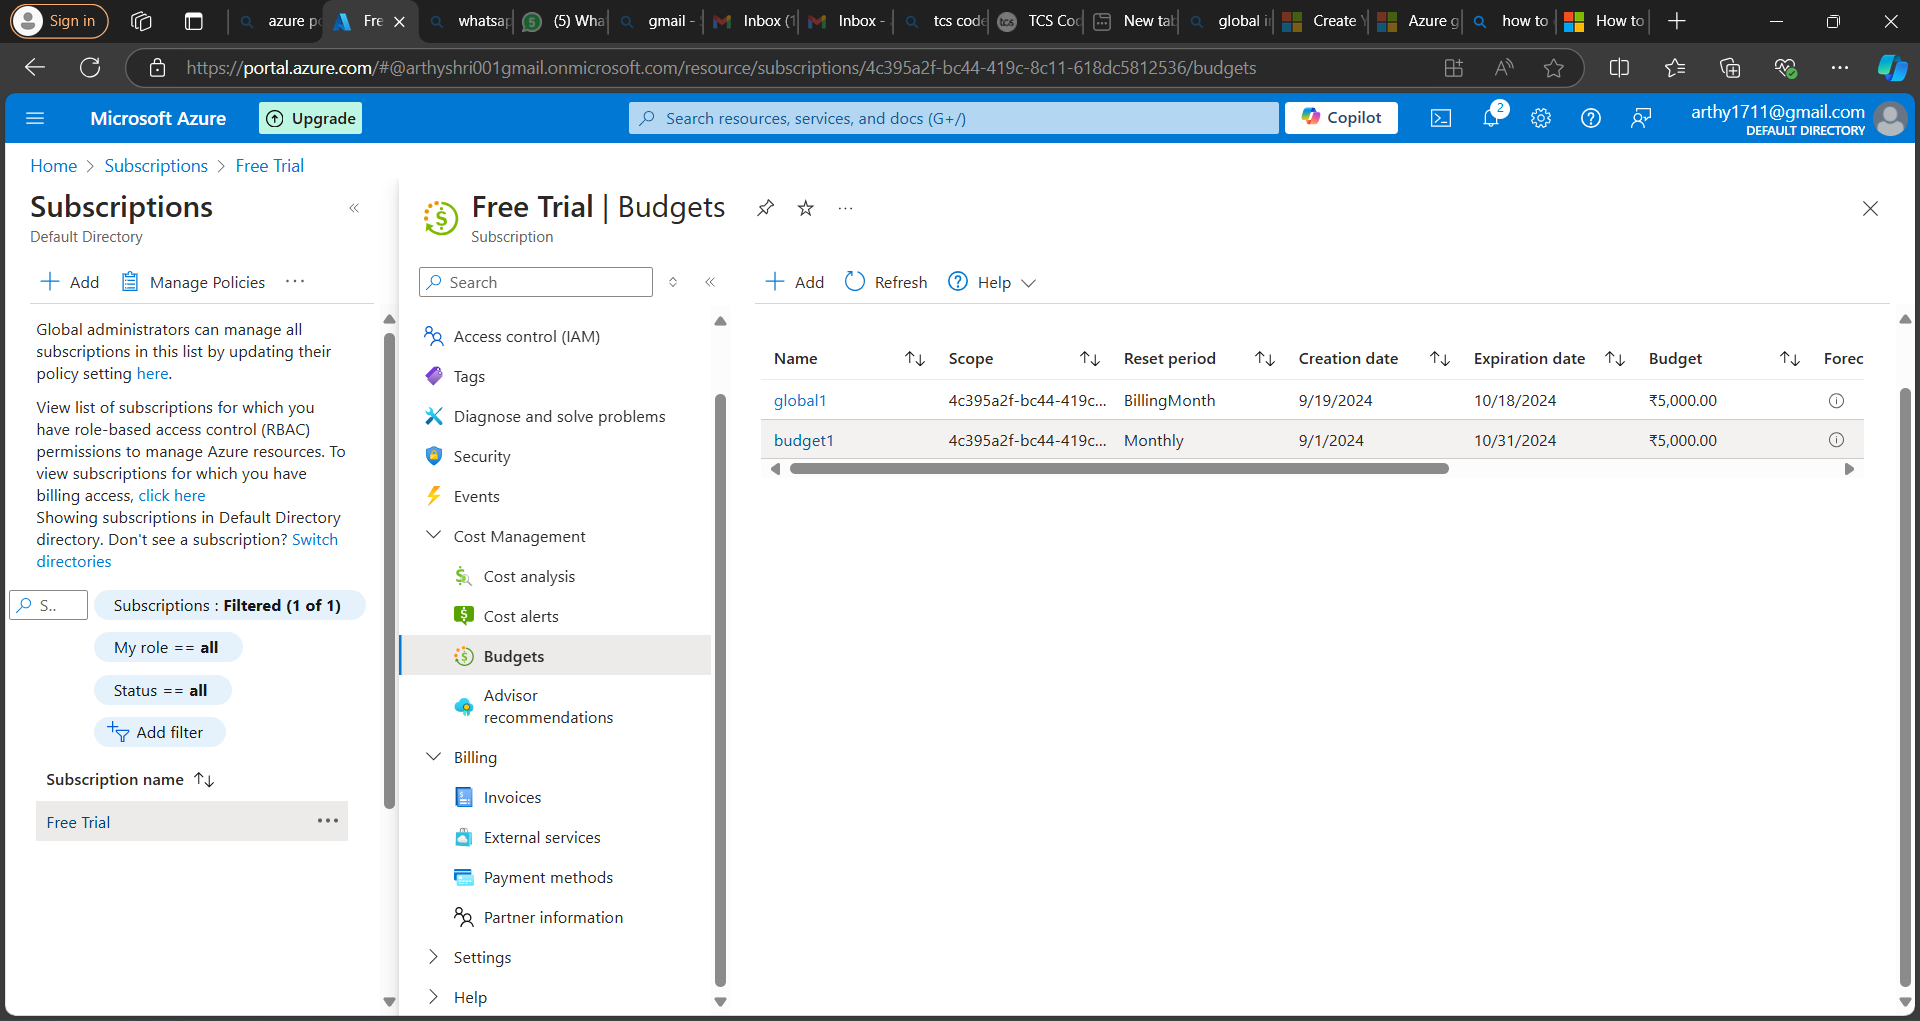 Sign in
azure po
Fre
whatsap
(5) Wha
gmail -
Inbox (1
Inbox -
tcs code
TCS Coc
New tab
global i
Create
Azure g
how to
How to
https://portal.azure.com/#@arthyshri001gmail.onmicrosoft.com/resource/subscriptions/4c395a2f-bc44-419c-8c11-618dc5812536/budgets
Microsoft Azure
Upgrade
Search resources, services, and docs (G+/)
Copilot
2
arthy1711@gmail.com
DEFAULT DIRECTORY
Home > Subscriptions > Free Trial
Subscriptions
Default Directory
Add
Manage Policies
Global administrators can manage all
subscriptions in this list by updating their
policy setting here.
View list of subscriptions for which you
have role-based access control (RBAC)
permissions to manage Azure resources. To
view subscriptions for which you have
billing access, click here
Showing subscriptions in Default Directory
directory. Don't see a subscription? Switch
directories
S..
Subscriptions : Filtered (1 of 1)
My role == all
Status == all
Add filter
Subscription name
Free Trial
Free Trial | Budgets
Subscription
Search
Access control (IAM)
Tags
Diagnose and solve problems
Security
Events
Cost Management
Cost analysis
Cost alerts
Budgets
Advisor
recommendations
Billing
Invoices
External services
Payment methods
Partner information
Settings
Help
Add
Refresh
Help
Name Scope Reset period Creation date Expiration date Budget Forec
global1 4c395a2f-bc44-419c... BillingMonth 9/19/2024 10/18/2024 ₹5,000.00
budget1 4c395a2f-bc44-419c... Monthly 9/1/2024 10/31/2024 ₹5,000.00